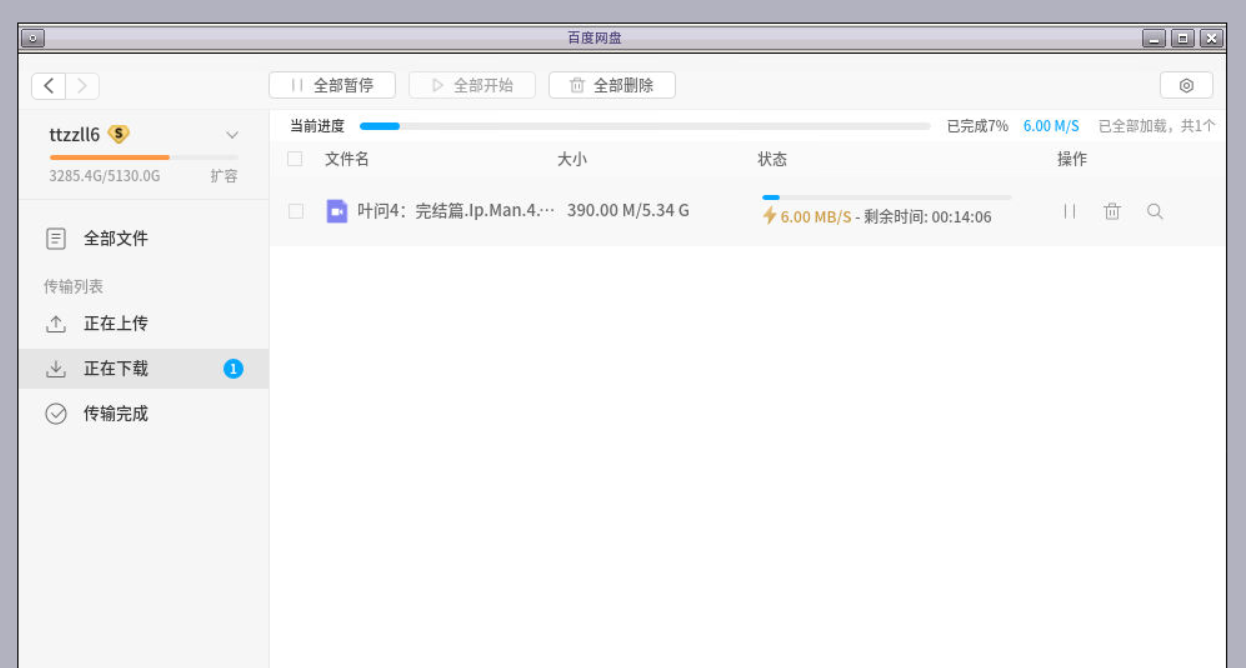 百度网盘
全部暂停 全部开始 全部删除
ttzzll6 S
3285.4G/5130.0G 扩容
全部文件
传输列表
正在上传
正在下载 1
传输完成
当前进度 已完成7% 6.00 M/S 已全部加载，共1个
文件名 大小 状态 操作
叶问4：完结篇.Ip.Man.4.… 390.00 M/5.34 G 6.00 MB/S - 剩余时间: 00:14:06